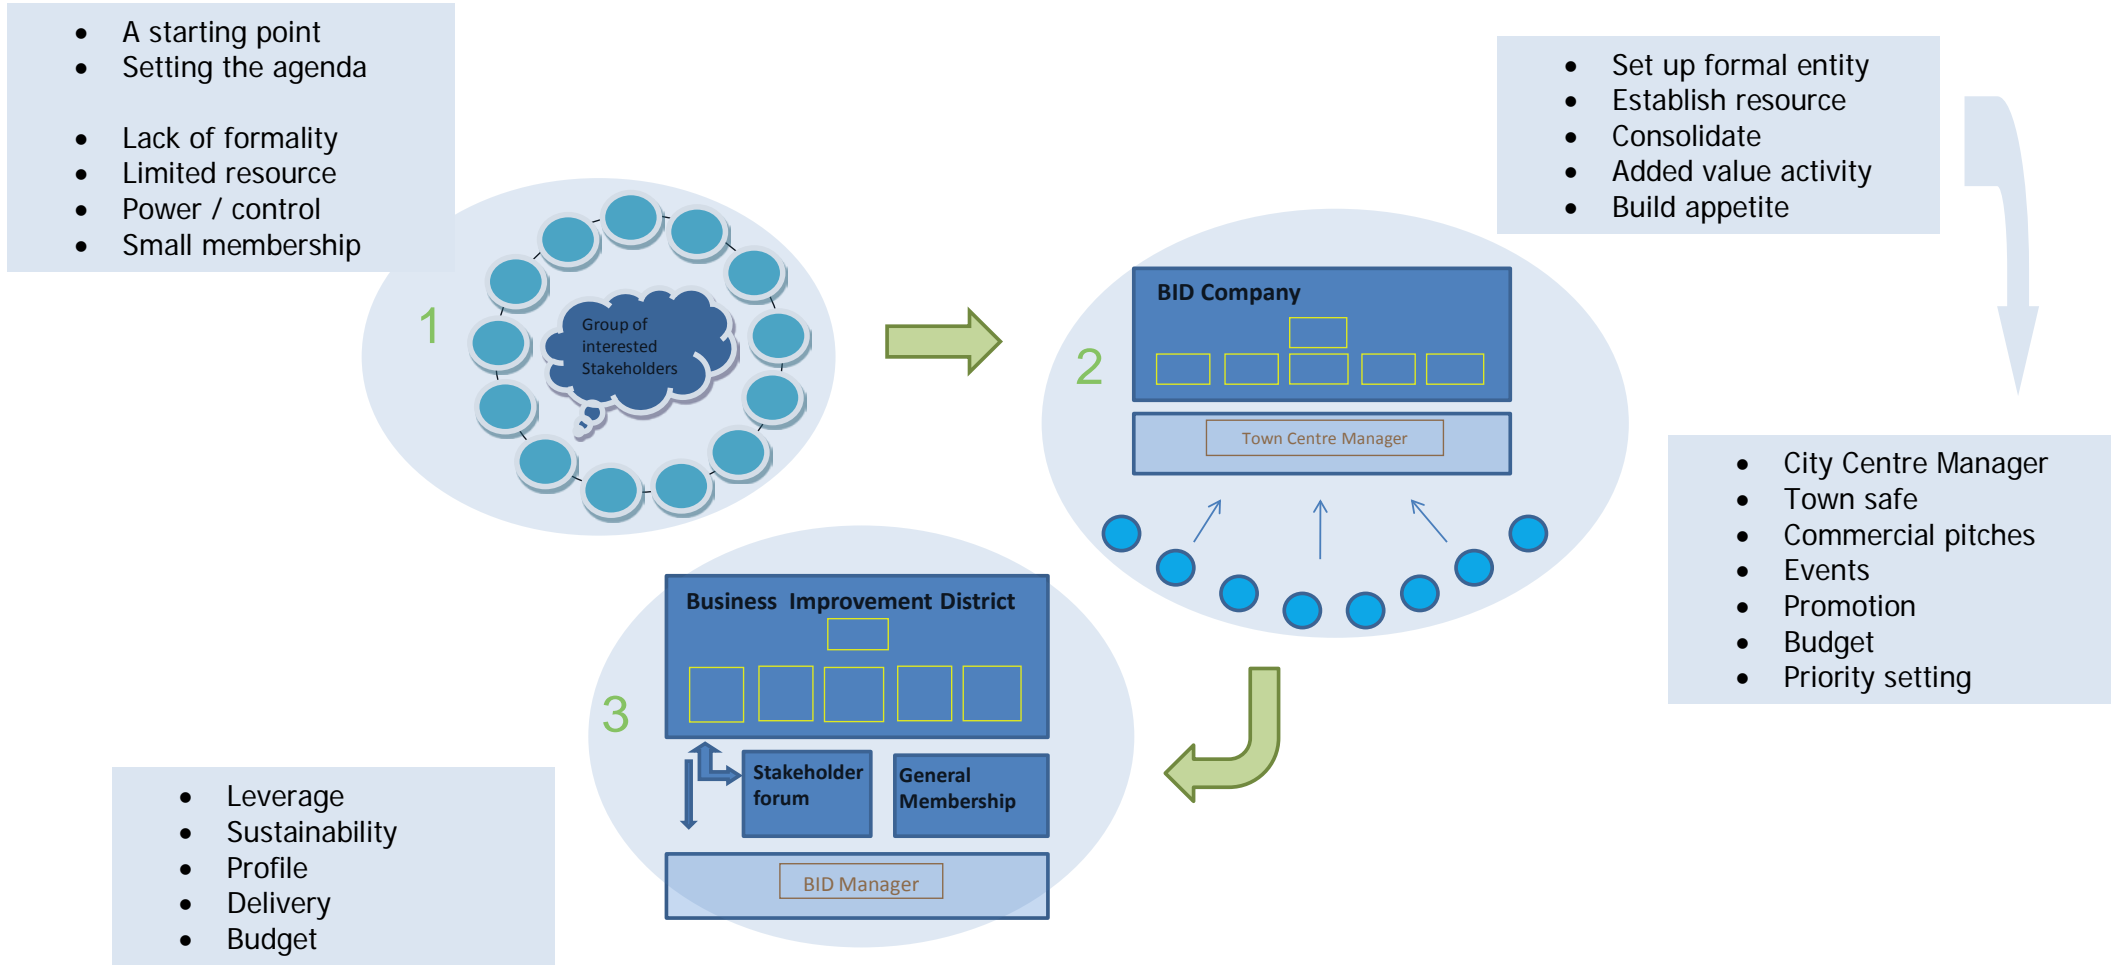 • A starting point
• Setting the agenda
• Lack of formality
• Limited resource
• Power / control
• Small membership
1
Group of
interested
Stakeholders
• Set up formal entity
• Establish resource
• Consolidate
• Added value activity
• Build appetite
2
BID Company
Town Centre Manager
• City Centre Manager
• Town safe
• Commercial pitches
• Events
• Promotion
• Budget
• Priority setting
3
Business Improvement District
Stakeholder
forum
General
Membership
BID Manager
• Leverage
• Sustainability
• Profile
• Delivery
• Budget